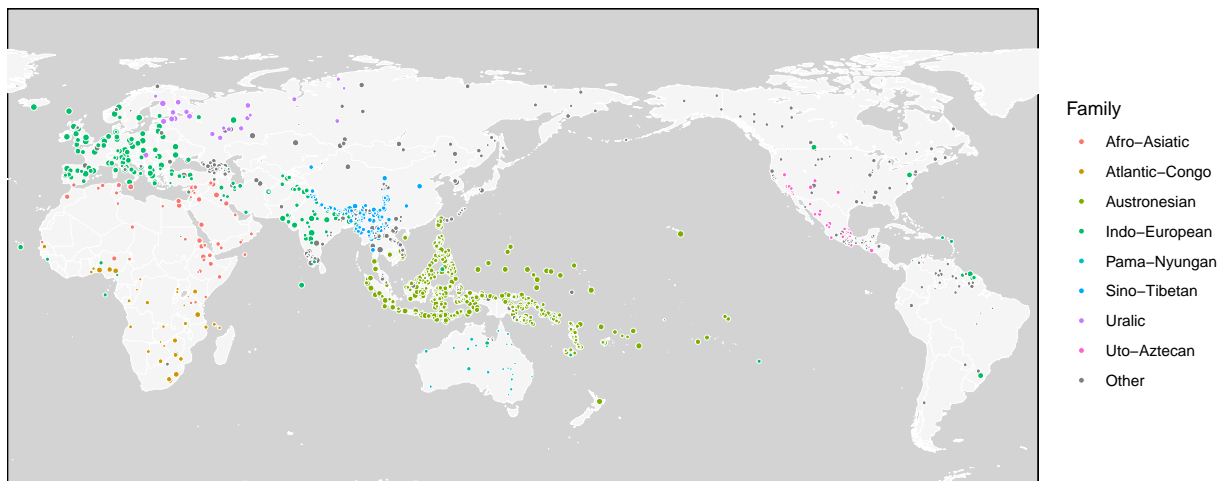 Family
Afro−Asiatic
Atlantic−Congo
Austronesian
Indo−European
Pama−Nyungan
Sino−Tibetan
Uralic
Uto−Aztecan
Other